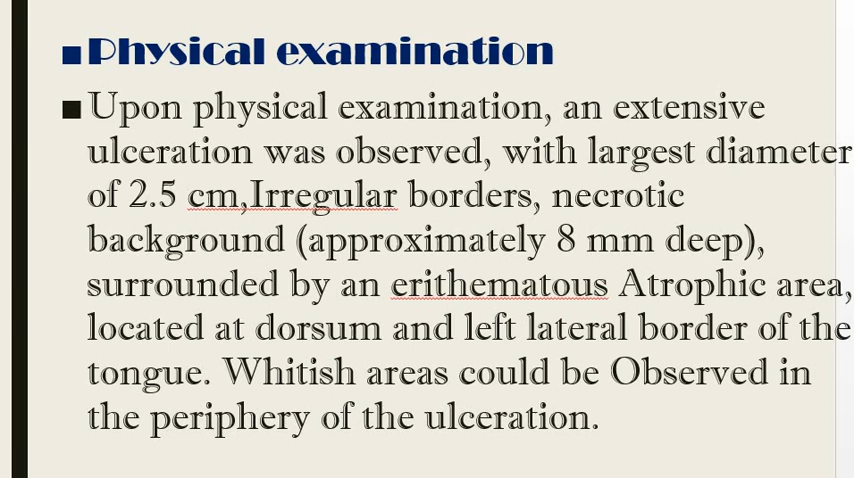 ■Physical examination
■Upon physical examination, an extensive
ulceration was observed, with largest diameter
of 2.5 cm,Irregular borders, necrotic
background (approximately 8 mm deep),
surrounded by an erithematous Atrophic area,
located at dorsum and left lateral border of the
tongue. Whitish areas could be Observed in
the periphery of the ulceration.